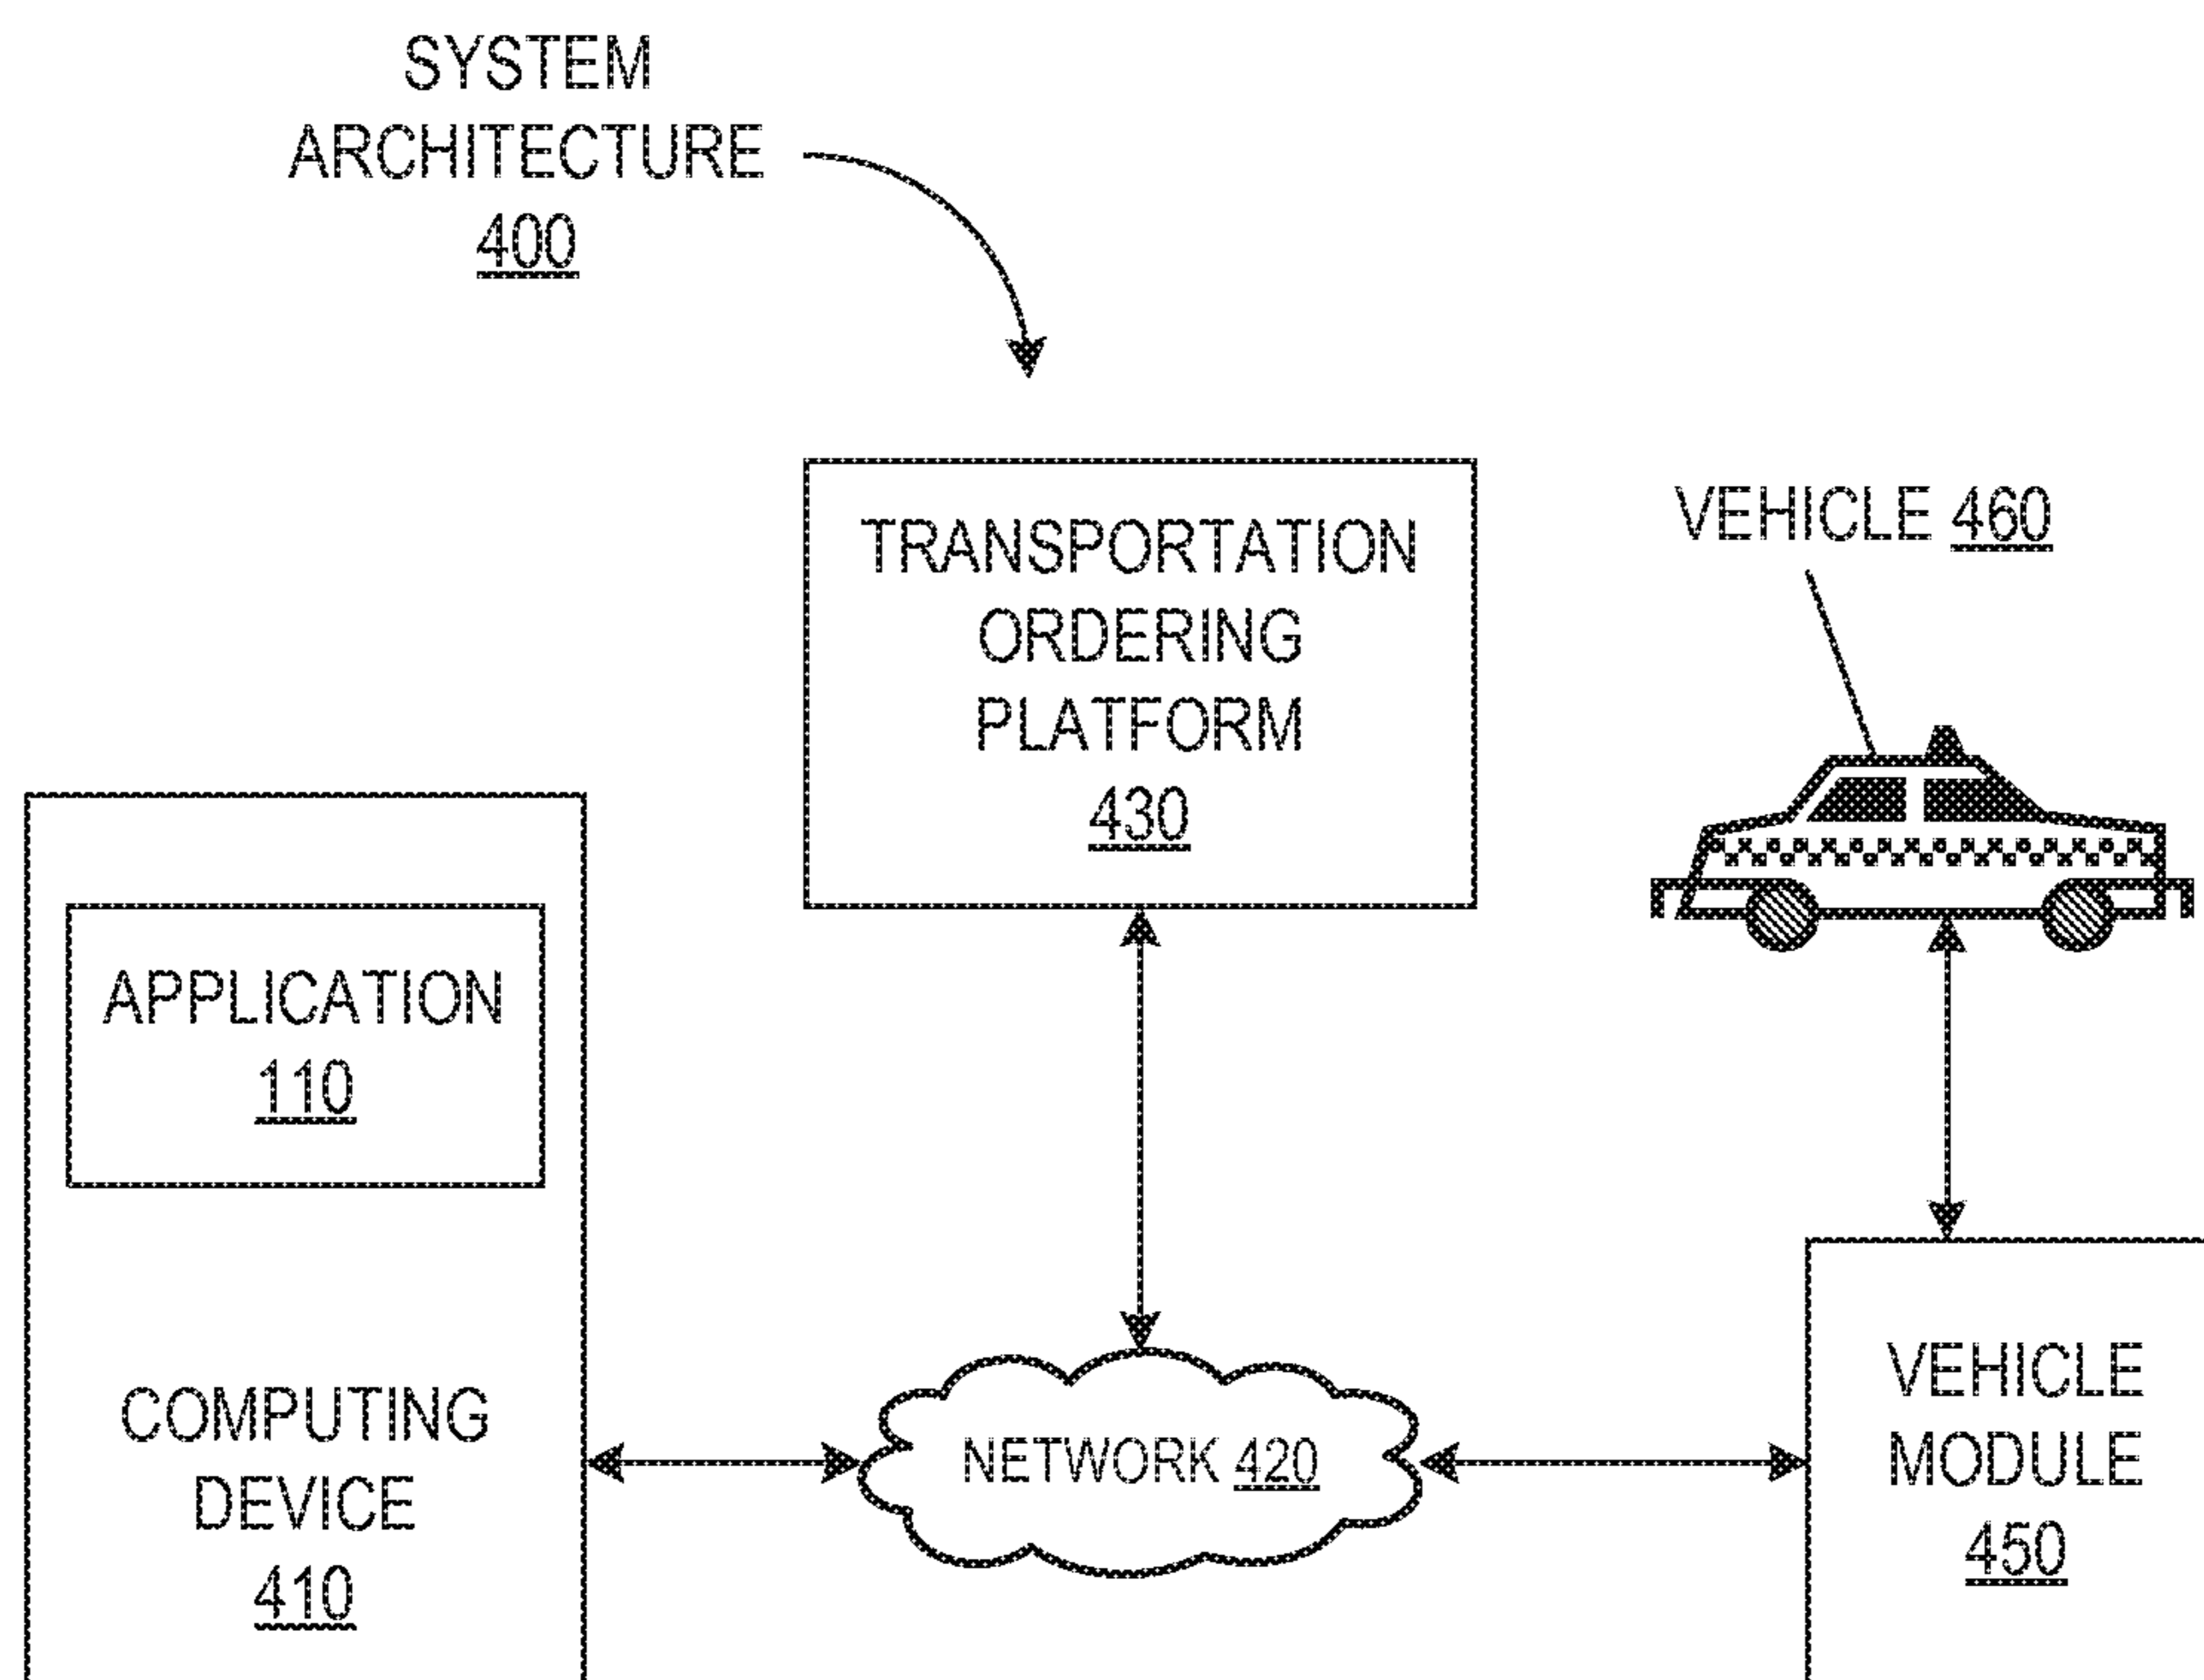 SYSTEM
ARCHITECTURE
400
TRANSPORTATION
ORDERING
PLATFORM
430
VEHICLE 460
APPLICATION
110
COMPUTING
DEVICE
410
NETWORK 420
VEHICLE
MODULE
450